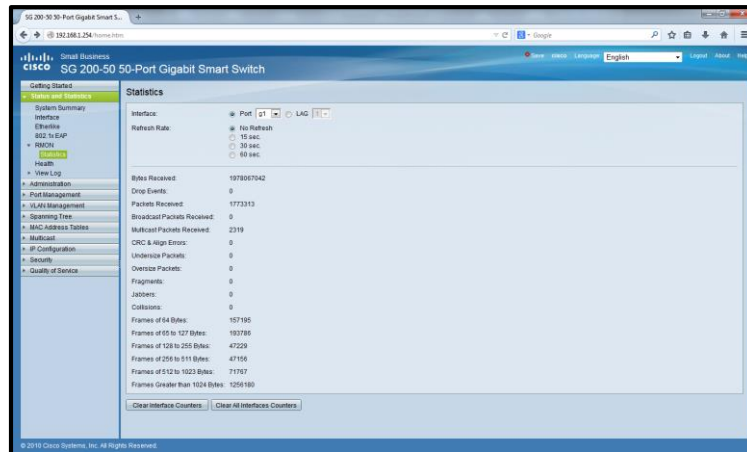 SG 200-50 50-Port Gigabit Smart S...
192.168.1.254/home.htm
Google
Small Business
CISCO SG 200-50 50-Port Gigabit Smart Switch
Save Language: English Logout About Help
Getting Started
Status and Statistics
System Summary
Interface
Etherlike
802.1x EAP
RMON
Statistics
Health
View Log
Administration
Port Management
VLAN Management
Spanning Tree
MAC Address Tables
Multicast
IP Configuration
Security
Quality of Service
Statistics
Interface: Port g1 LAG
Refresh Rate: No Refresh
15 sec.
30 sec.
60 sec.
Bytes Received: 1978067042
Drop Events: 0
Packets Received: 1773313
Broadcast Packets Received: 0
Multicast Packets Received: 2319
CRC & Align Errors: 0
Undersize Packets: 0
Oversize Packets: 0
Fragments: 0
Jabbers: 0
Collisions: 0
Frames of 64 Bytes: 157195
Frames of 65 to 127 Bytes: 193786
Frames of 128 to 255 Bytes: 47229
Frames of 256 to 511 Bytes: 47156
Frames of 512 to 1023 Bytes: 71767
Frames Greater than 1024 Bytes: 1256180
Clear Interface Counters Clear All Interfaces Counters
© 2010 Cisco Systems, Inc. All Rights Reserved.